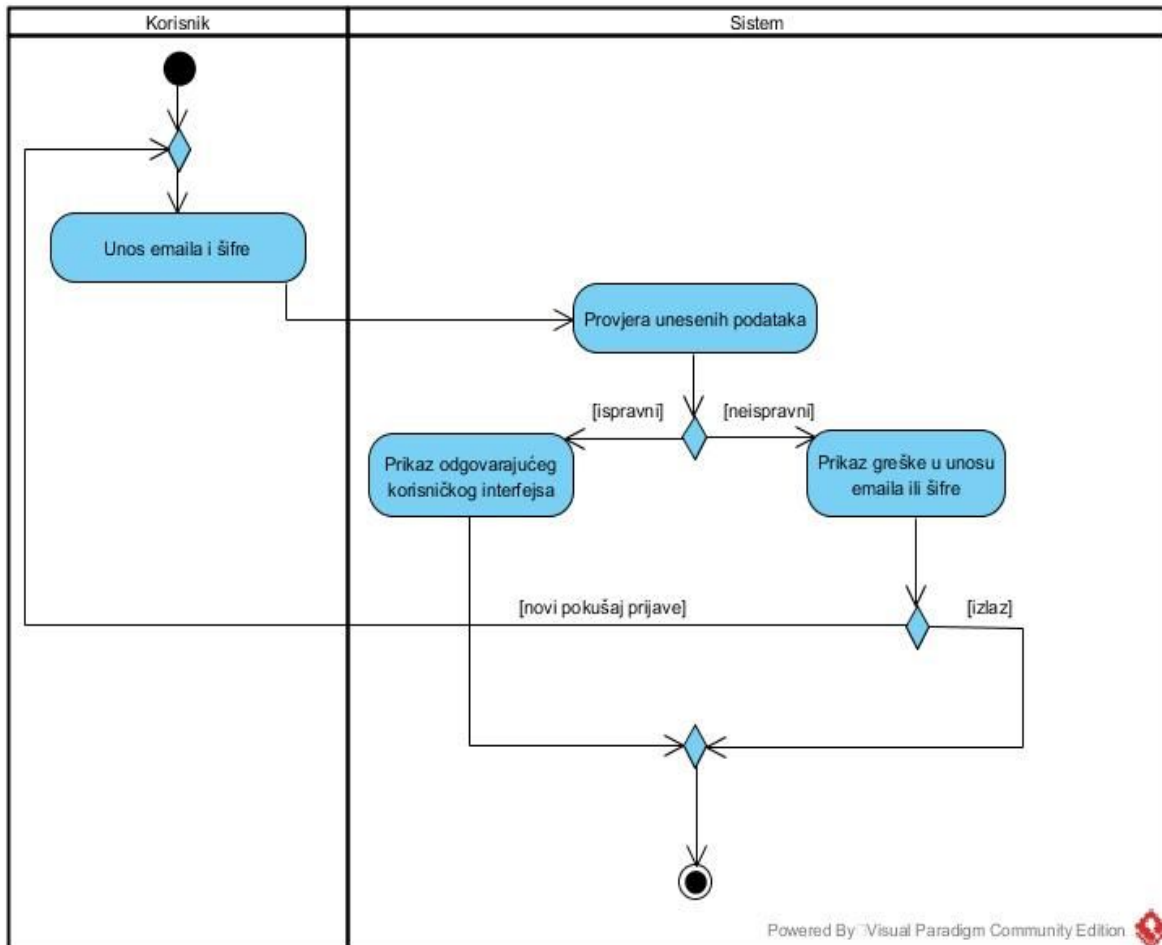 Korisnik
Sistem
Unos emaila i šifre
Provjera unesenih podataka
[ispravni]
[neispravni]
Prikaz odgovarajućeg
korisničkog interfejsa
Prikaz greške u unosu
emaila ili šifre
[novi pokušaj prijave]
[izlaz]
Powered By Visual Paradigm Community Edition